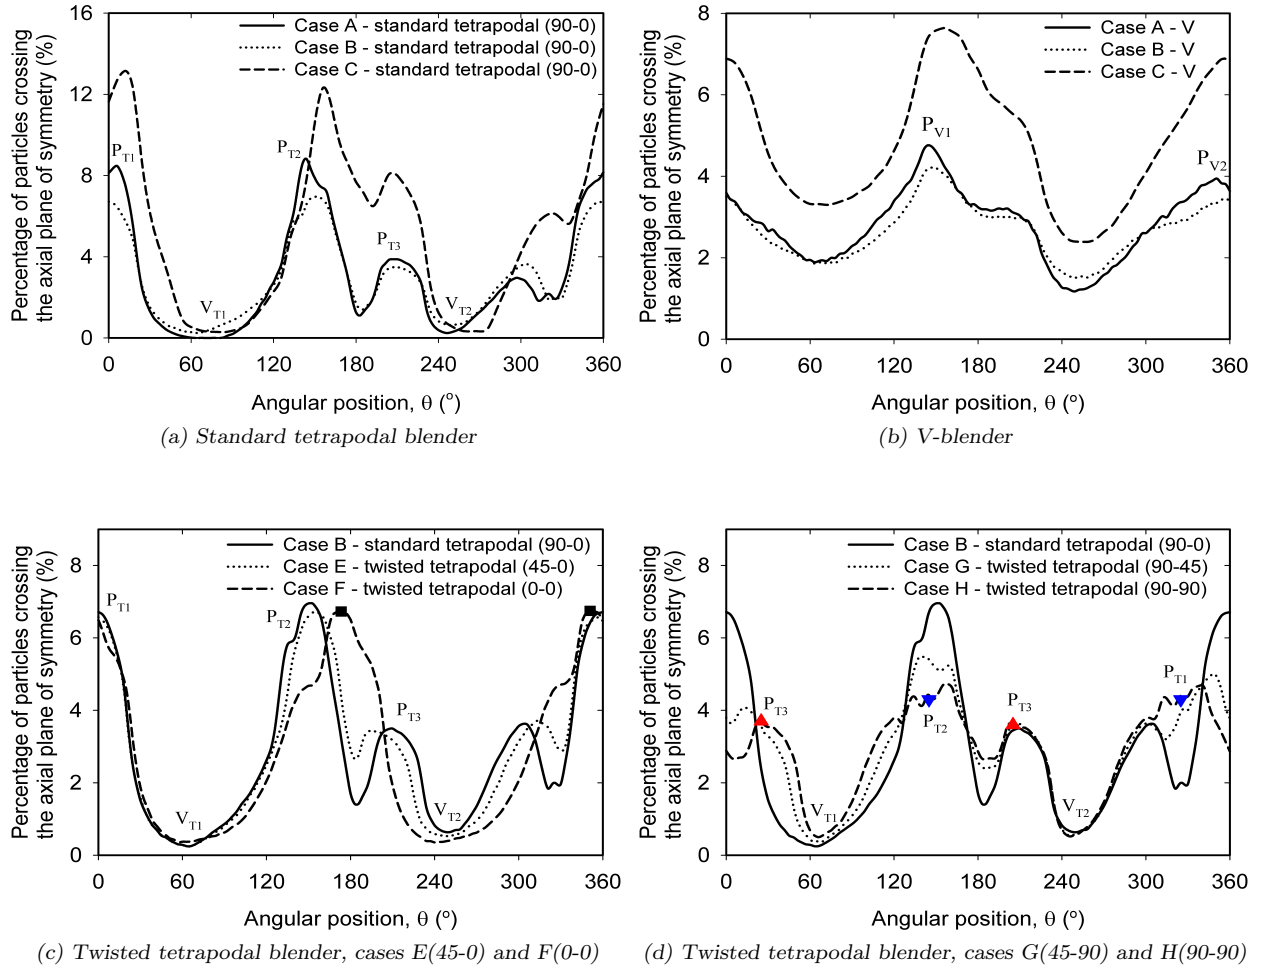 Percentage of particles crossing
the axial plane of symmetry (%)
16
12
8
4
0
Case A - standard tetrapodal (90-0)
Case B - standard tetrapodal (90-0)
Case C - standard tetrapodal (90-0)
PT1
PT2
PT3
VT1
VT2
0 60 120 180 240 300 360
Angular position, θ (o)
(a) Standard tetrapodal blender
Percentage of particles crossing
the axial plane of symmetry (%)
8
6
4
2
0
Case A - V
Case B - V
Case C - V
PV1
PV2
0 60 120 180 240 300 360
Angular position, θ (o)
(b) V-blender
Percentage of particles crossing
the axial plane of symmetry (%)
8
6
4
2
0
Case B - standard tetrapodal (90-0)
Case E - twisted tetrapodal (45-0)
Case F - twisted tetrapodal (0-0)
PT1
PT2
PT3
VT1
VT2
0 60 120 180 240 300 360
Angular position, θ (o)
(c) Twisted tetrapodal blender, cases E(45-0) and F(0-0)
Percentage of particles crossing
the axial plane of symmetry (%)
8
6
4
2
0
Case B - standard tetrapodal (90-0)
Case G - twisted tetrapodal (90-45)
Case H - twisted tetrapodal (90-90)
PT3
PT2
PT3
PT1
VT1
VT2
0 60 120 180 240 300 360
Angular position, θ (o)
(d) Twisted tetrapodal blender, cases G(45-90) and H(90-90)